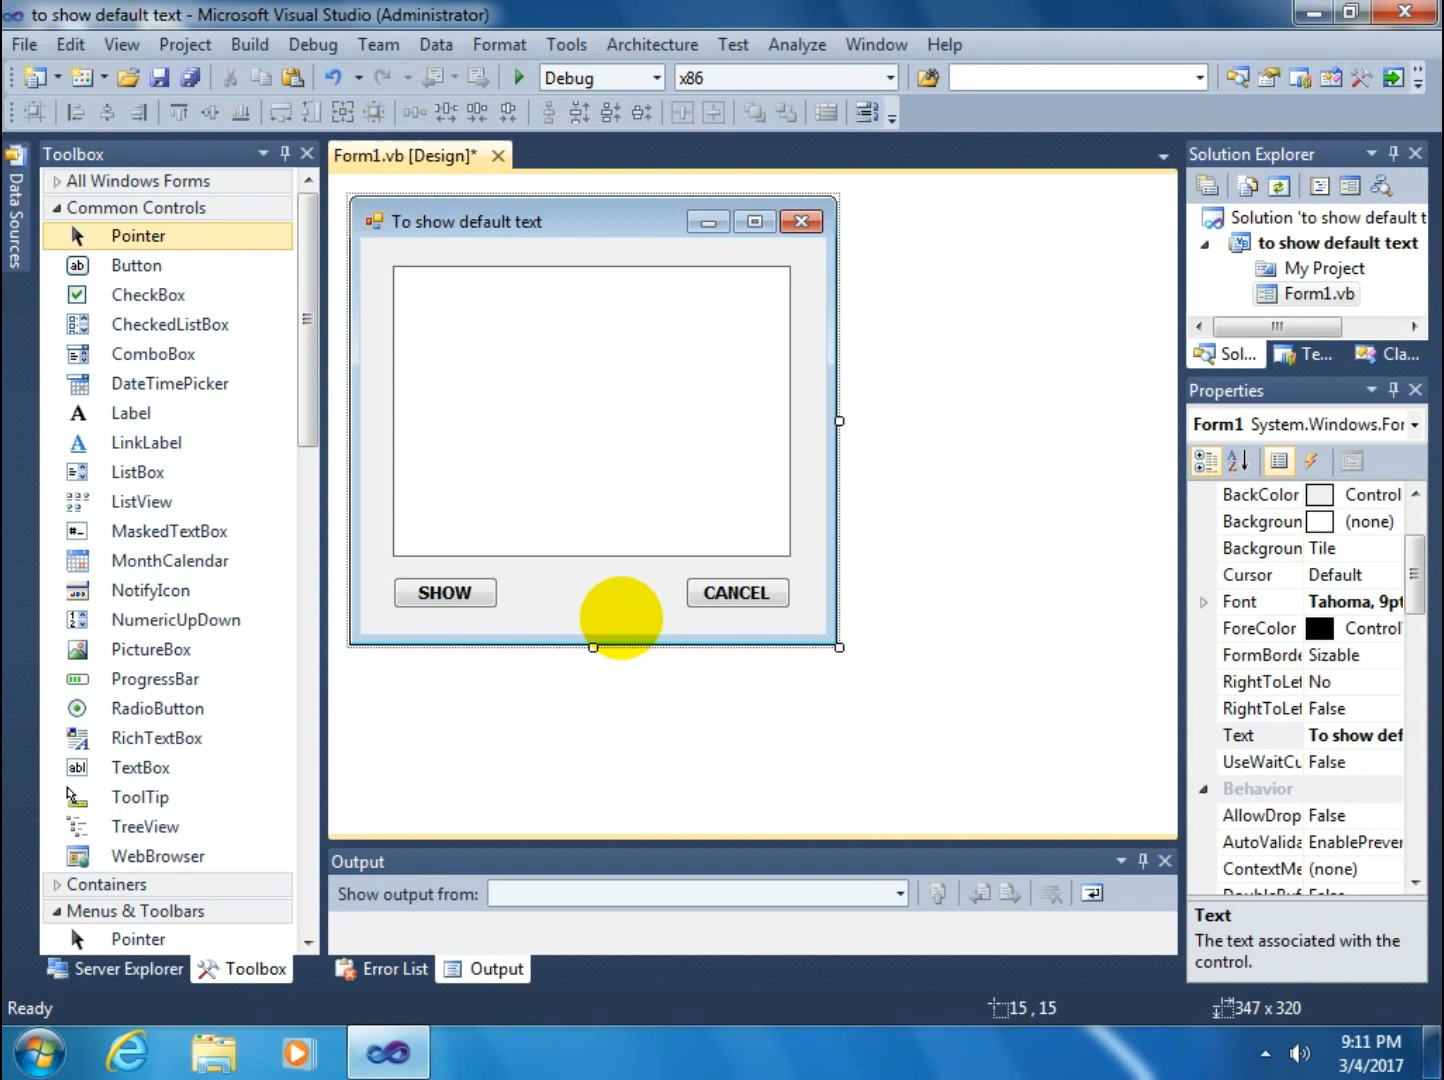 to show default text - Microsoft Visual Studio (Administrator)
File Edit View Project Build Debug Team Data Format Tools Architecture Test Analyze Window Help
Debug x86
Data Sources
Toolbox
All Windows Forms
Common Controls
Pointer
Button
CheckBox
CheckedListBox
ComboBox
DateTimePicker
Label
LinkLabel
ListBox
ListView
MaskedTextBox
MonthCalendar
NotifyIcon
NumericUpDown
PictureBox
ProgressBar
RadioButton
RichTextBox
TextBox
ToolTip
TreeView
WebBrowser
Containers
Menus & Toolbars
Pointer
Server Explorer Toolbox
Form1.vb [Design]*
To show default text
SHOW CANCEL
Output
Show output from:
Error List Output
Solution Explorer
Solution 'to show default t
to show default text
My Project
Form1.vb
Sol... Te... Cla...
Properties
Form1 System.Windows.For
BackColor Control
Backgroun (none)
Backgroun Tile
Cursor Default
Font Tahoma, 9pt
ForeColor Control
FormBorde Sizable
RightToLef No
RightToLef False
Text To show def
UseWaitCu False
Behavior
AllowDrop False
AutoValida EnablePrever
ContextMe (none)
Text
The text associated with the
control.
Ready 15 , 15 347 x 320
9:11 PM
3/4/2017